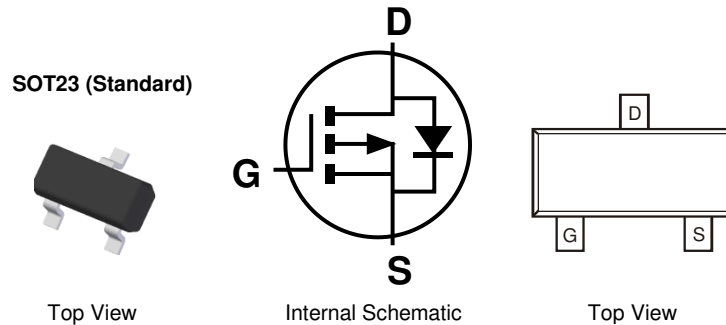 D
SOT23 (Standard)
D
G
G
S
S
Top View
Internal Schematic
Top View